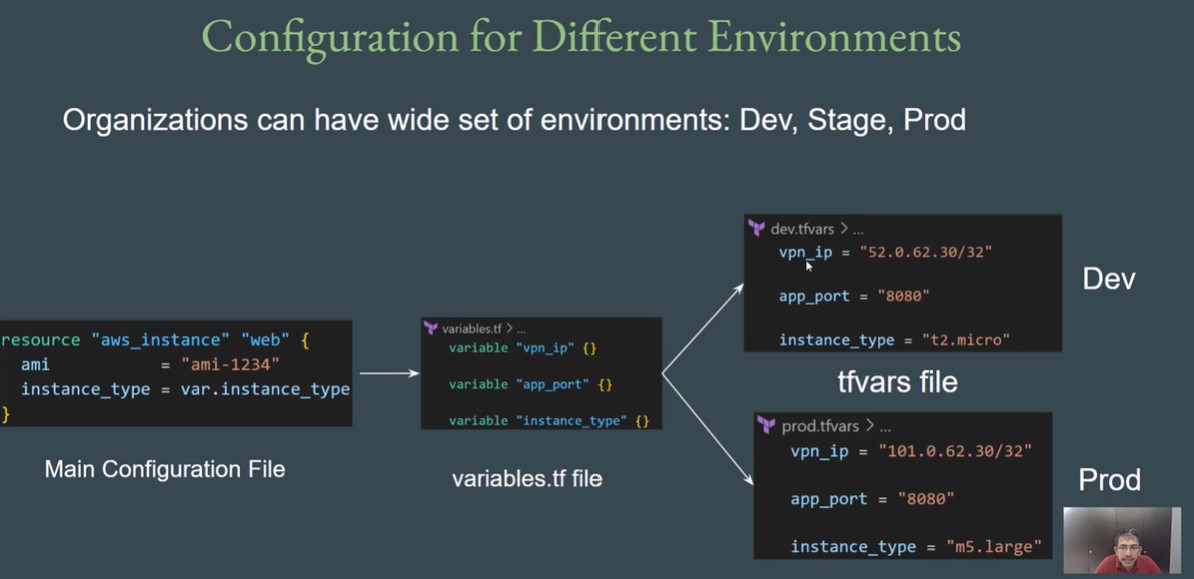 Configuration for Different Environments
Organizations can have wide set of environments: Dev, Stage, Prod
resource "aws_instance" "web" {
ami = "ami-1234"
instance_type = var.instance_type
}
Main Configuration File
variables.tf > ...
variable "vpn_ip" {}
variable "app_port" {}
variable "instance_type" {}
variables.tf file
dev.tfvars > ...
vpn_ip = "52.0.62.30/32"
app_port = "8080"
instance_type = "t2.micro"
Dev
tfvars file
prod.tfvars > ...
vpn_ip = "101.0.62.30/32"
app_port = "8080"
instance_type = "m5.large"
Prod